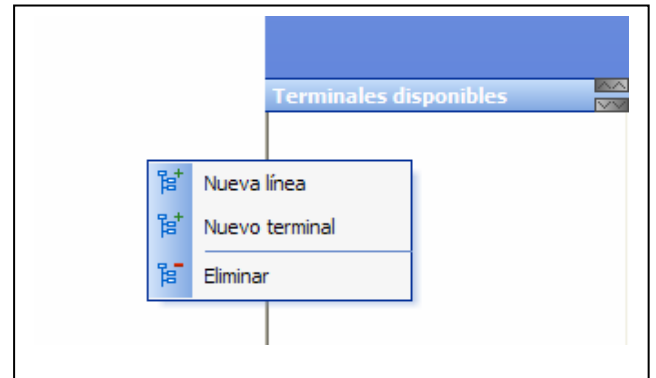 Terminales disponibles
Nueva línea
Nuevo terminal
Eliminar